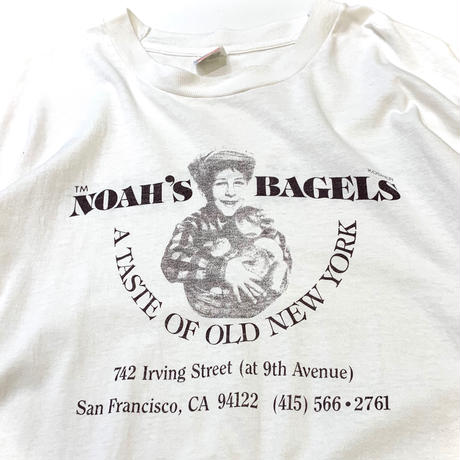 TM
NOAH'S BAGELS
A TASTE OF OLD NEW YORK
742 Irving Street (at 9th Avenue)
San Francisco, CA 94122 (415) 566•2761